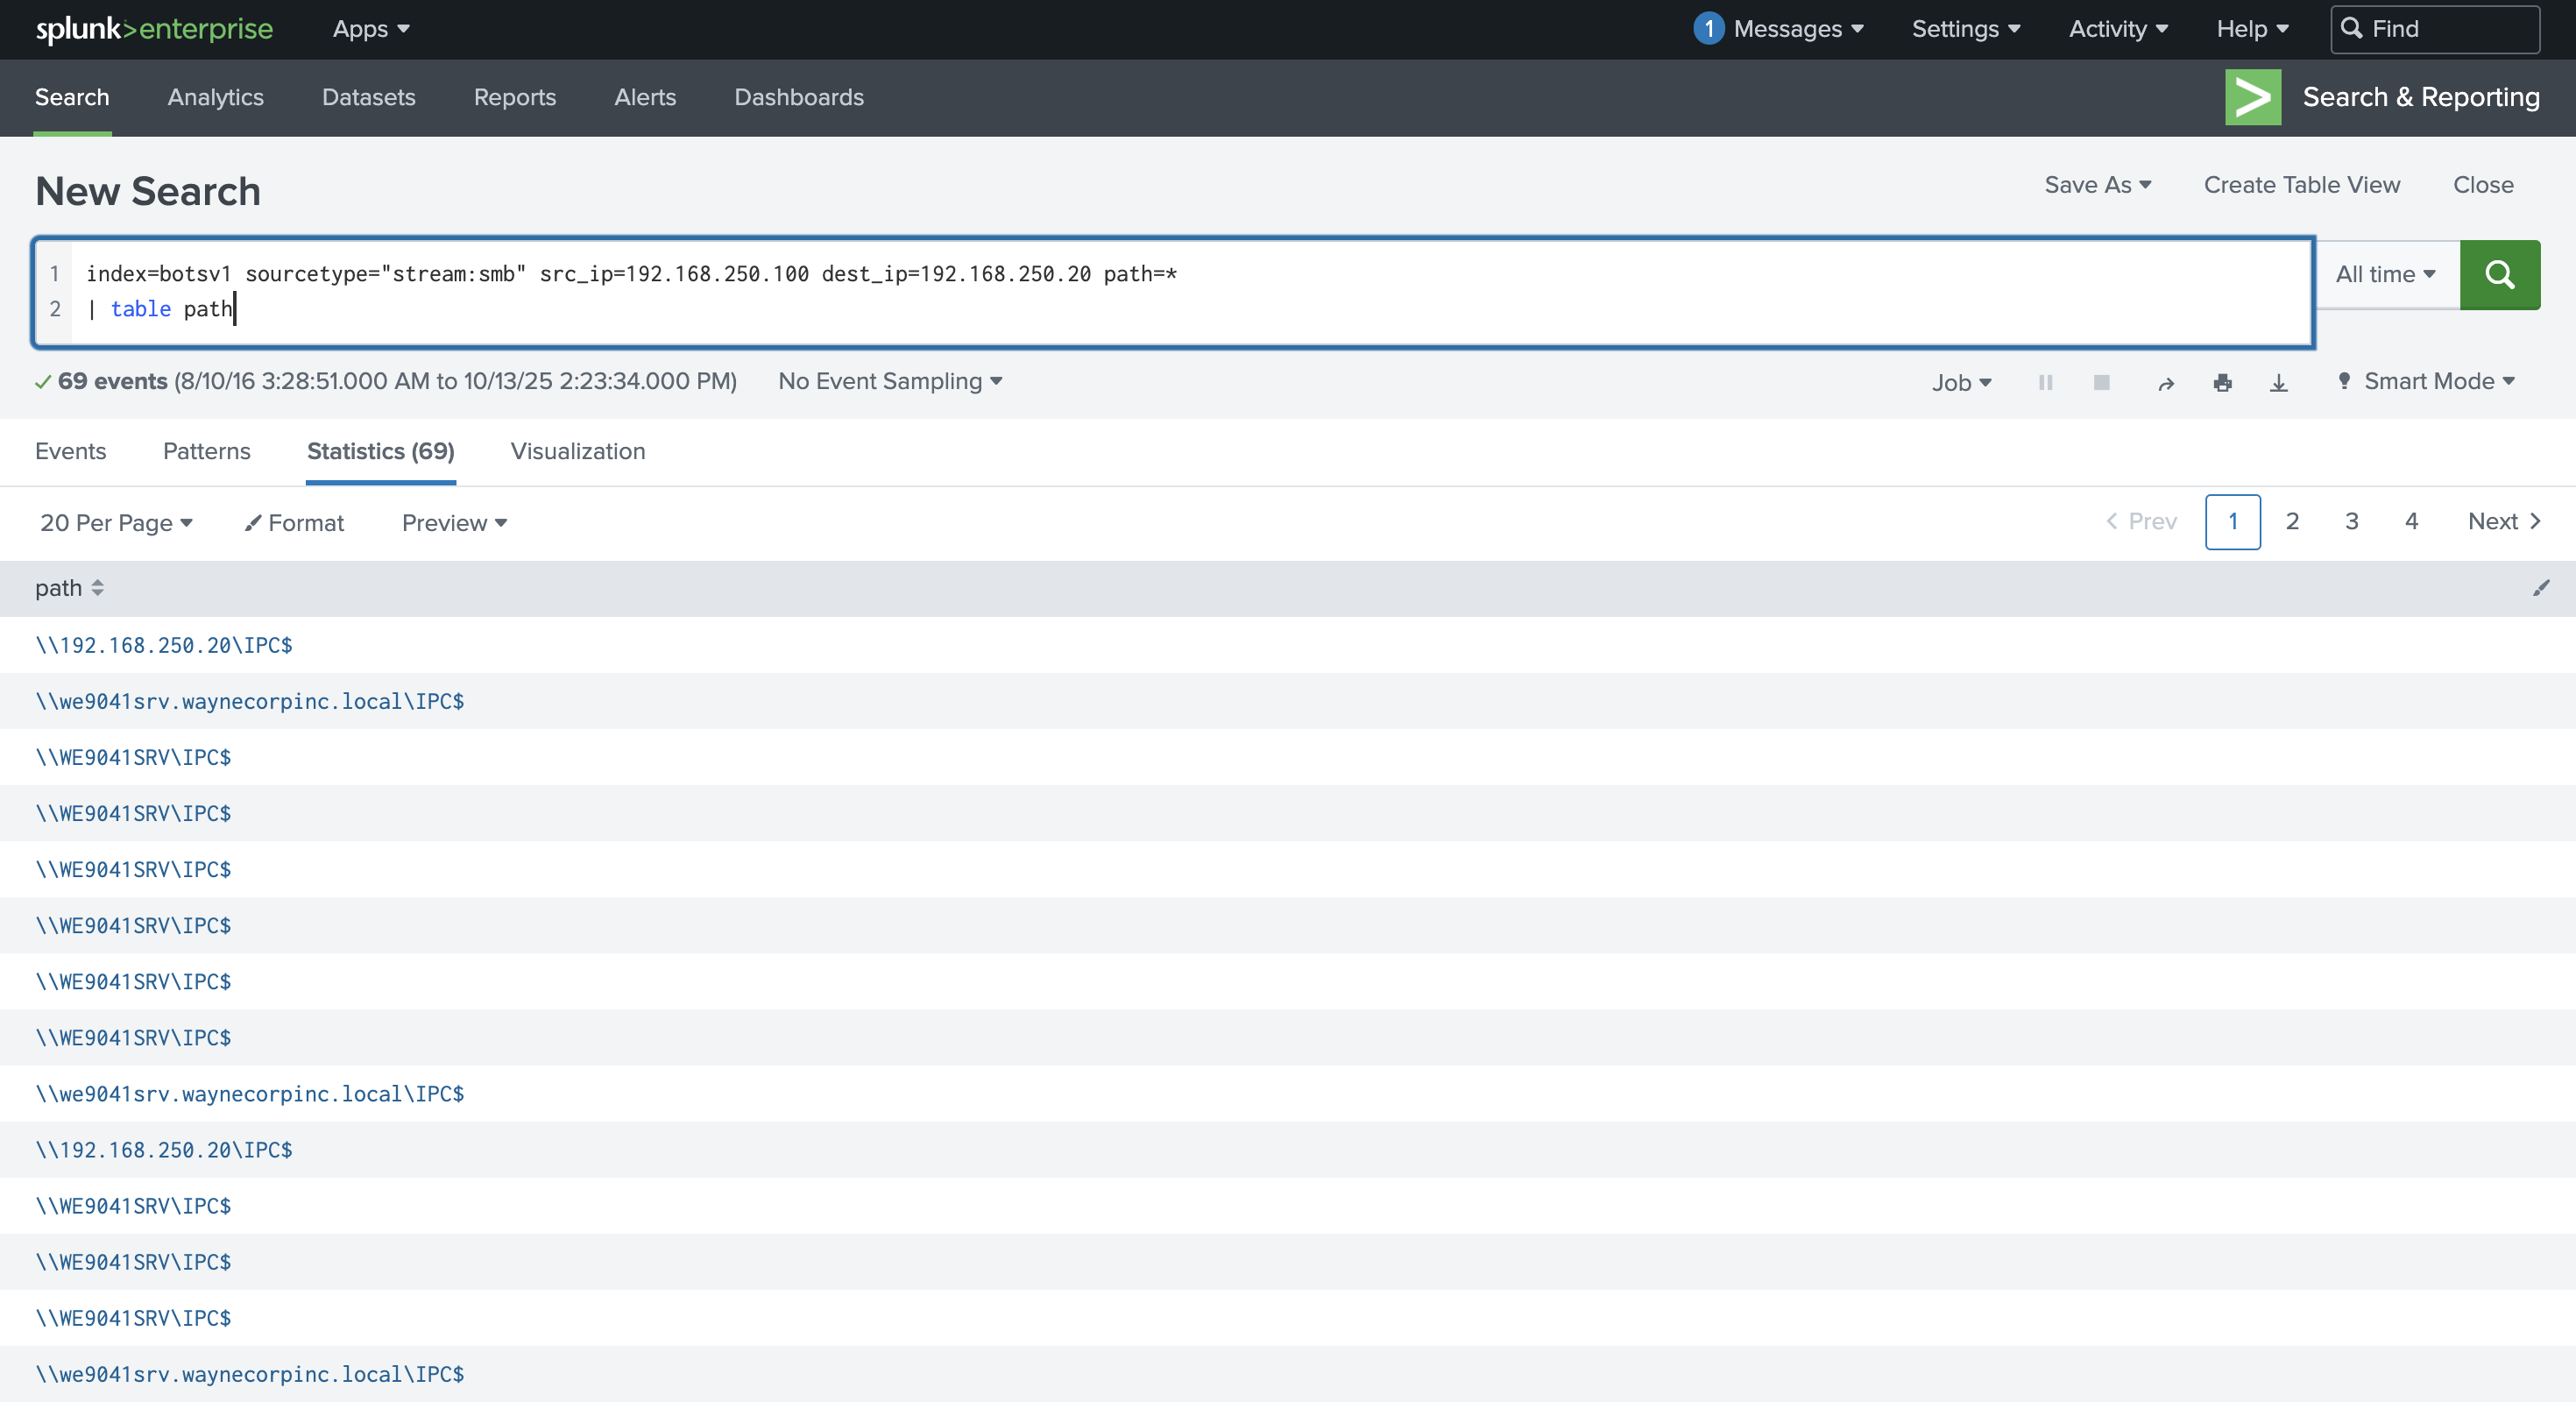 splunk>enterprise Apps 1 Messages Settings Activity Help Find
Search Analytics Datasets Reports Alerts Dashboards Search & Reporting
New Search Save As Create Table View Close
1 index=botsv1 sourcetype="stream:smb" src_ip=192.168.250.100 dest_ip=192.168.250.20 path=* All time
2 | table path
69 events (8/10/16 3:28:51.000 AM to 10/13/25 2:23:34.000 PM) No Event Sampling Job Smart Mode
Events Patterns Statistics (69) Visualization
20 Per Page Format Preview < Prev 1 2 3 4 Next >
path
\\192.168.250.20\IPC$
\\we9041srv.waynecorpinc.local\IPC$
\\WE9041SRV\IPC$
\\WE9041SRV\IPC$
\\WE9041SRV\IPC$
\\WE9041SRV\IPC$
\\WE9041SRV\IPC$
\\WE9041SRV\IPC$
\\we9041srv.waynecorpinc.local\IPC$
\\192.168.250.20\IPC$
\\WE9041SRV\IPC$
\\WE9041SRV\IPC$
\\WE9041SRV\IPC$
\\we9041srv.waynecorpinc.local\IPC$